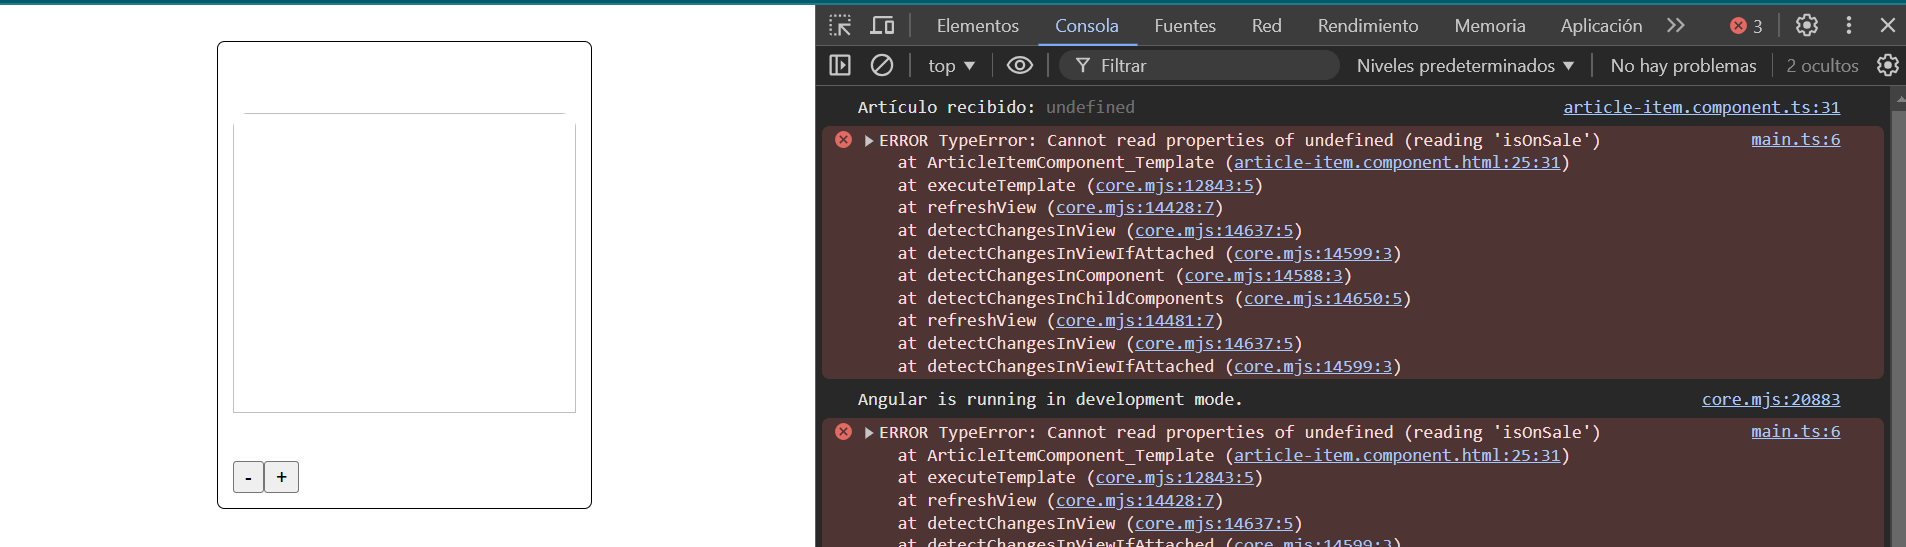 Elementos Consola Fuentes Red Rendimiento Memoria Aplicación 3
top Filtrar Niveles predeterminados No hay problemas 2 ocultos
Artículo recibido: undefined article-item.component.ts:31
ERROR TypeError: Cannot read properties of undefined (reading 'isOnSale') main.ts:6
at ArticleItemComponent_Template (article-item.component.html:25:31)
at executeTemplate (core.mjs:12843:5)
at refreshView (core.mjs:14428:7)
at detectChangesInView (core.mjs:14637:5)
at detectChangesInViewIfAttached (core.mjs:14599:3)
at detectChangesInComponent (core.mjs:14588:3)
at detectChangesInChildComponents (core.mjs:14650:5)
at refreshView (core.mjs:14481:7)
at detectChangesInView (core.mjs:14637:5)
at detectChangesInViewIfAttached (core.mjs:14599:3)
Angular is running in development mode. core.mjs:20883
ERROR TypeError: Cannot read properties of undefined (reading 'isOnSale') main.ts:6
at ArticleItemComponent_Template (article-item.component.html:25:31)
at executeTemplate (core.mjs:12843:5)
at refreshView (core.mjs:14428:7)
at detectChangesInView (core.mjs:14637:5)
at detectChangesInViewIfAttached (core.mjs:14599:3)
- +